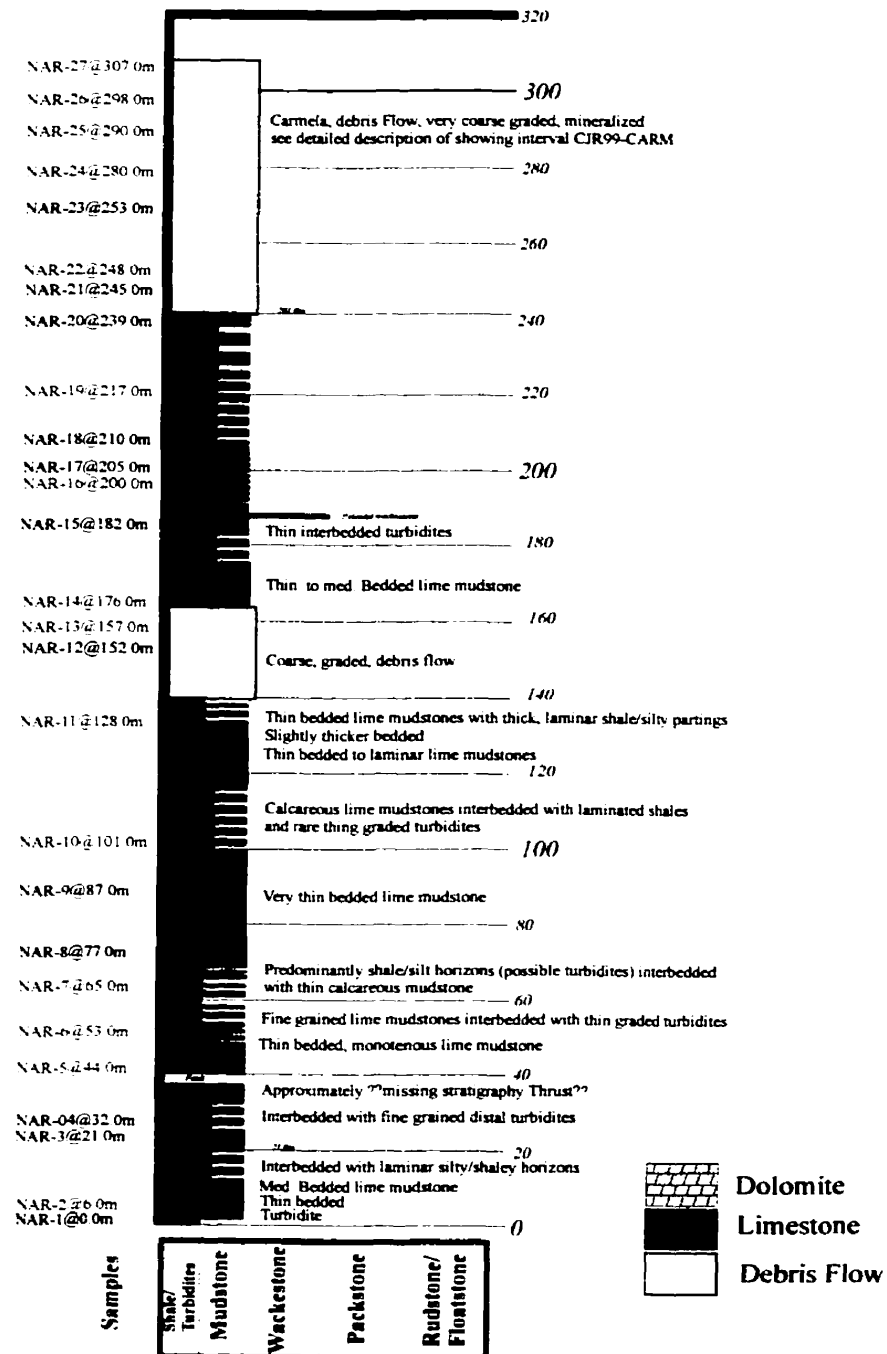 320
NAR-27@307 0m
NAR-26@298 0m
300
Carmela, debris Flow, very coarse graded, mineralized
see detailed description of showing interval CJR99-CARM
NAR-25@290 0m
NAR-24@280 0m
280
NAR-23@253 0m
260
NAR-22@248 0m
NAR-21@245 0m
NAR-20@239 0m
240
NAR-19@217 0m
220
NAR-18@210 0m
NAR-17@205 0m
200
NAR-16@200 0m
NAR-15@182 0m
Thin interbedded turbidites
180
Thin to med Bedded lime mudstone
NAR-14@176 0m
160
NAR-13@157 0m
NAR-12@152 0m
Coarse, graded, debris flow
140
NAR-11@128 0m
Thin bedded lime mudstones with thick, laminar shale/silty partings
Slightly thicker bedded
Thin bedded to laminar lime mudstones
120
Calcareous lime mudstones interbedded with laminated shales
and rare thing graded turbidites
NAR-10@101 0m
100
NAR-9@87 0m
Very thin bedded lime mudstone
80
NAR-8@77 0m
Predominantly shale/silt horizons (possible turbidites) interbedded
with thin calcareous mudstone
NAR-7@65 0m
60
Fine grained lime mudstones interbedded with thin graded turbidites
NAR-6@53 0m
Thin bedded, monotenous lime mudstone
NAR-5@44 0m
40
Approximately ??missing stratigraphy Thrust??
NAR-04@32 0m
Interbedded with fine grained distal turbidites
NAR-3@21 0m
20
Interbedded with laminar silty/shaley horizons
Med Bedded lime mudstone
NAR-2@6 0m
Thin bedded
NAR-1@0 0m
Turbidite
0
Samples
Shale/
Turbidites
Mudstone
Wackestone
Packstone
Rudstone/
Floatstone
Dolomite
Limestone
Debris Flow